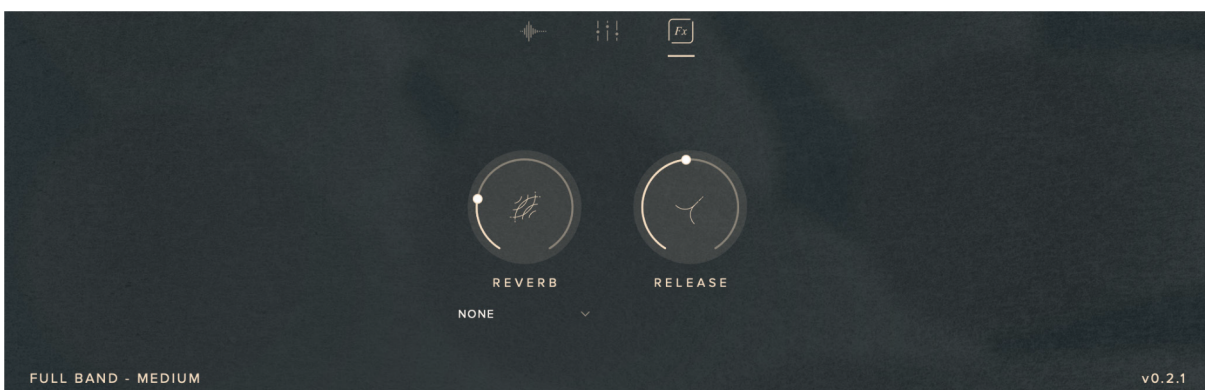 Fx
REVERB RELEASE
NONE
FULL BAND - MEDIUM v0.2.1